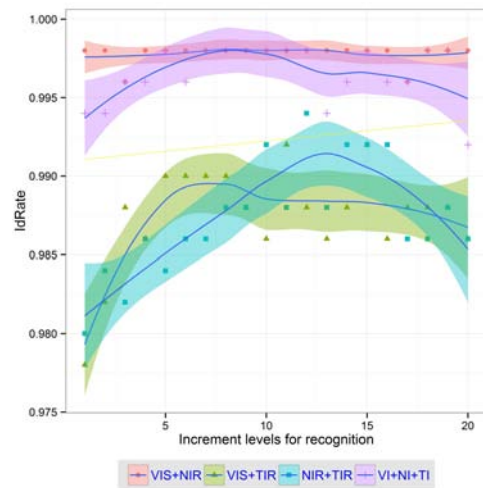 1.000
0.995
0.990
0.985
0.980
0.975
IdRate
5 10 15 20
Increment levels for recognition
VIS+NIR VIS+TIR NIR+TIR VI+NI+TI